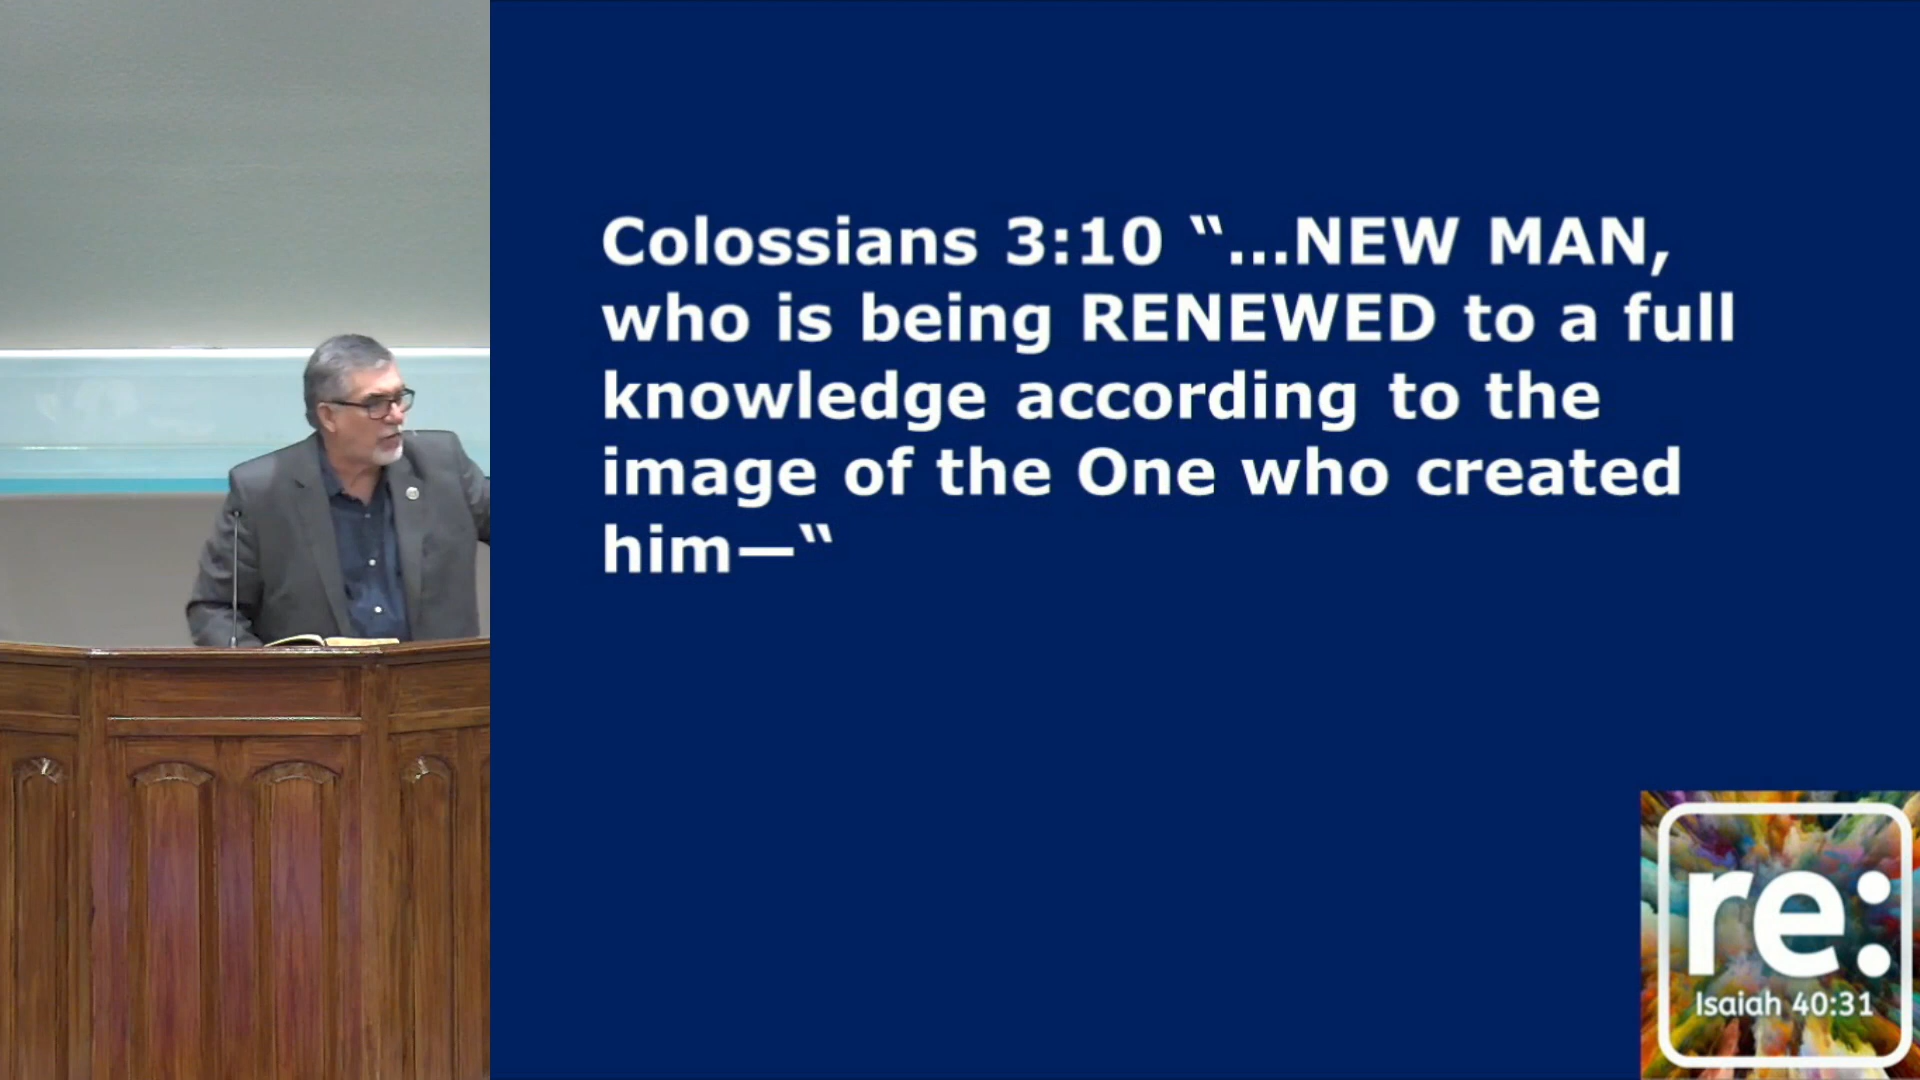 Colossians 3:10 “…NEW MAN,
who is being RENEWED to a full
knowledge according to the
image of the One who created
him—“
re:
Isaiah 40:31